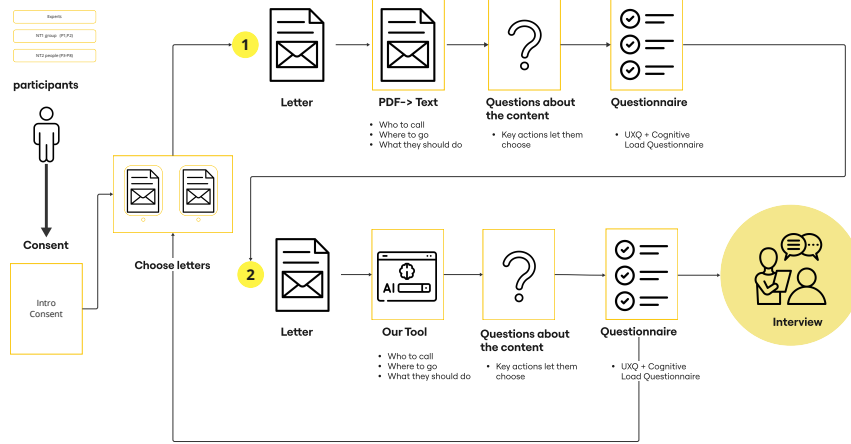 Experts
NT1 group (P1,P2)
NT2 people (P3-P8)
participants
Consent
Intro
Consent
Choose letters
1
Letter
PDF-> Text
• Who to call
• Where to go
• What they should do
Questions about
the content
• Key actions let them
choose
Questionnaire
• UXQ + Cognitive
Load Questionnaire
2
Letter
AI
Our Tool
• Who to call
• Where to go
• What they should do
Questions about
the content
• Key actions let them
choose
Questionnaire
• UXQ + Cognitive
Load Questionnaire
Interview